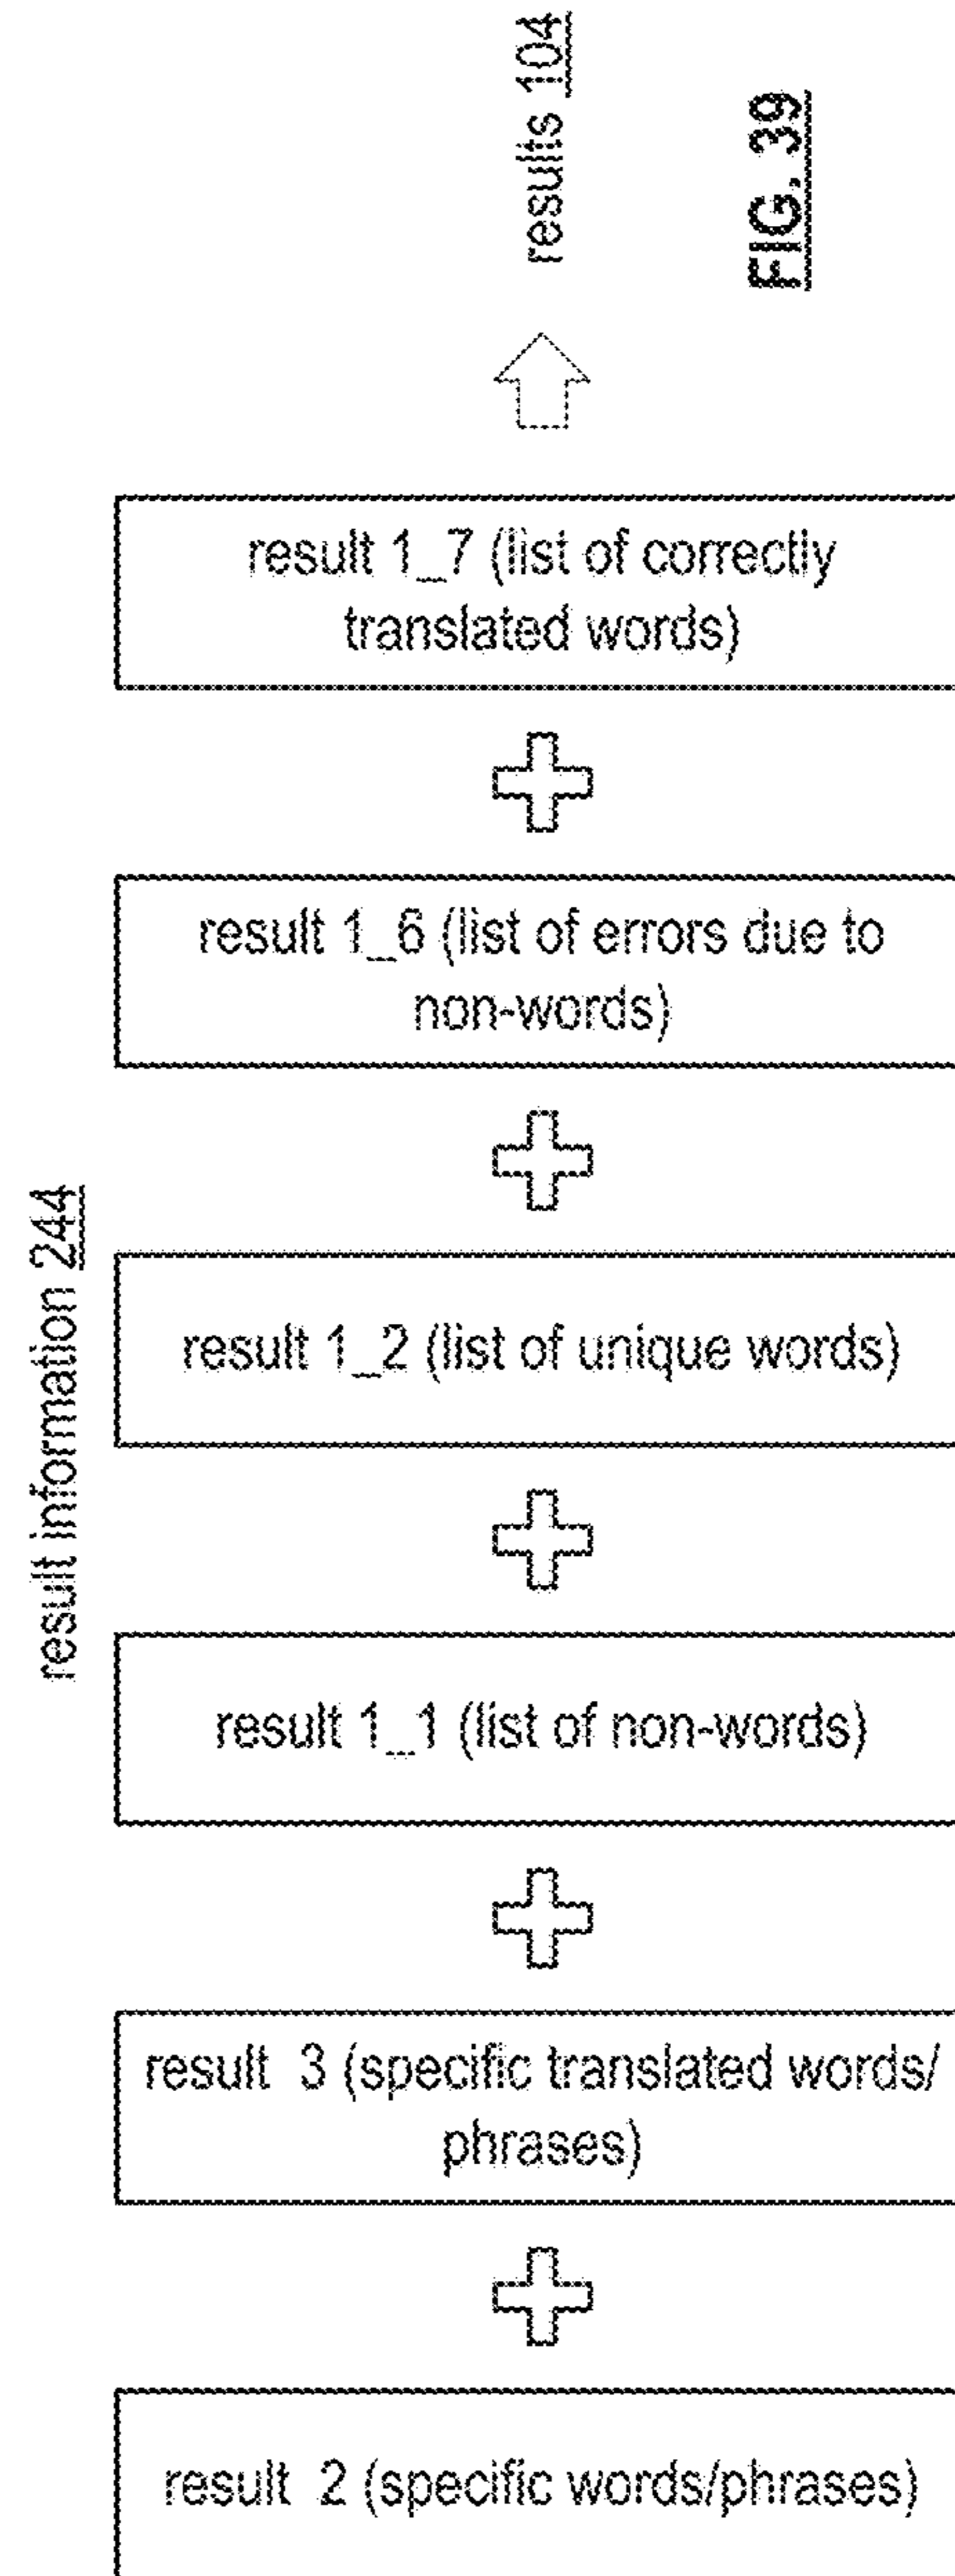 results 104
FIG. 39
result 1_7 (list of correctly
translated words)
result 1_6 (list of errors due to
non-words)
result information 244
result 1_2 (list of unique words)
result 1_1 (list of non-words)
result 3 (specific translated words/
phrases)
result 2 (specific words/phrases)